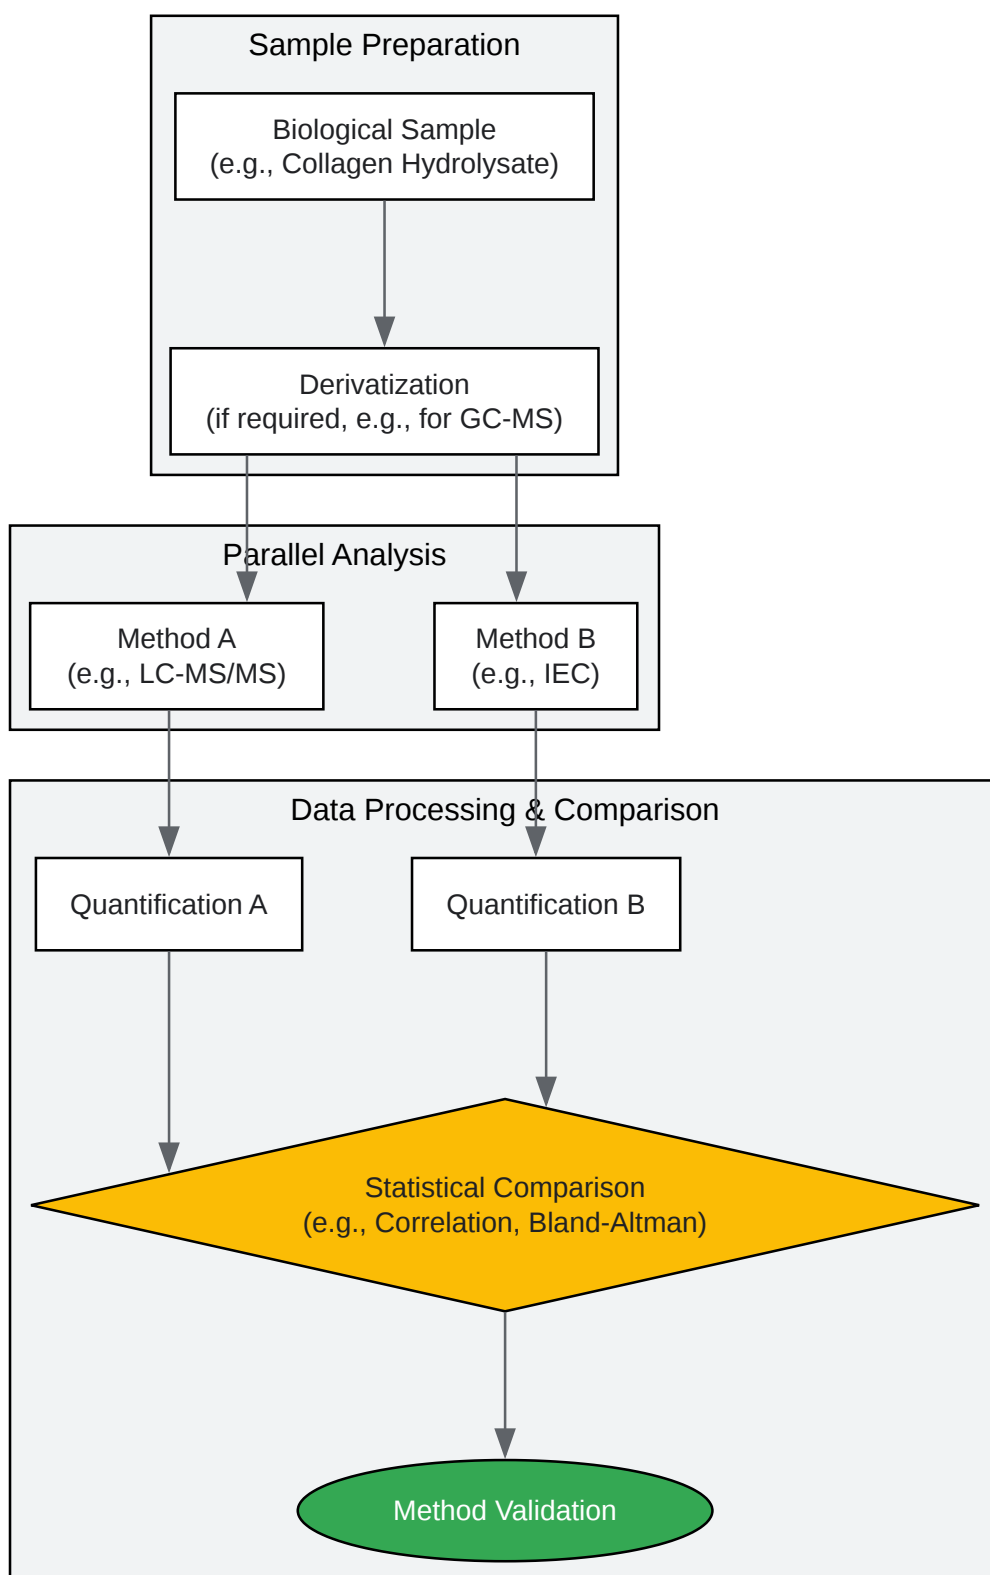 Sample Preparation
Biological Sample
(e.g., Collagen Hydrolysate)
Derivatization
(if required, e.g., for GC-MS)
Parallel Analysis
Method A
(e.g., LC-MS/MS)
Method B
(e.g., IEC)
Data Processing & Comparison
Quantification A
Quantification B
Statistical Comparison
(e.g., Correlation, Bland-Altman)
Method Validation